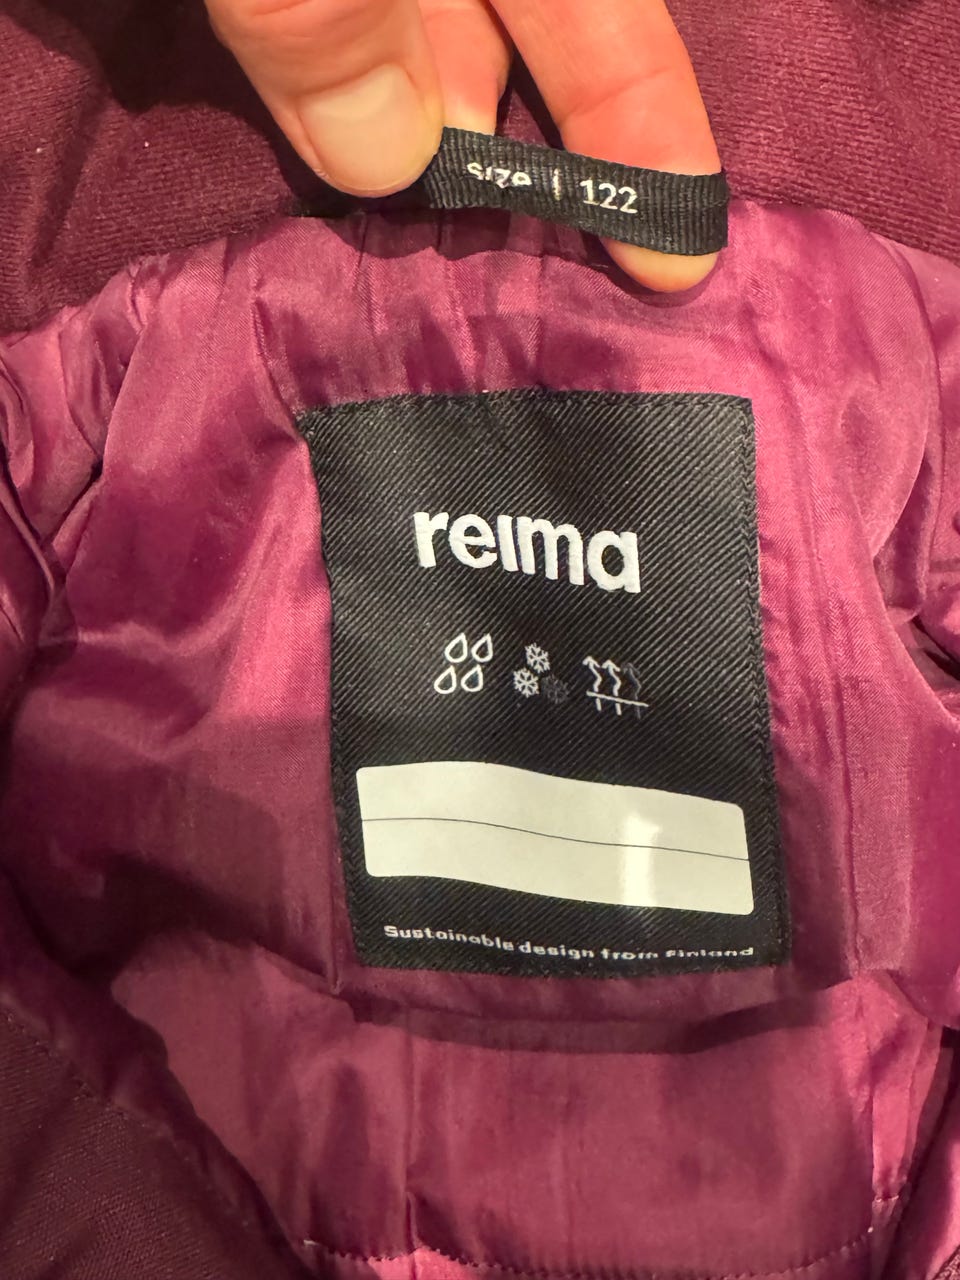 SIZE | 122
reima
Sustainable design from Finland